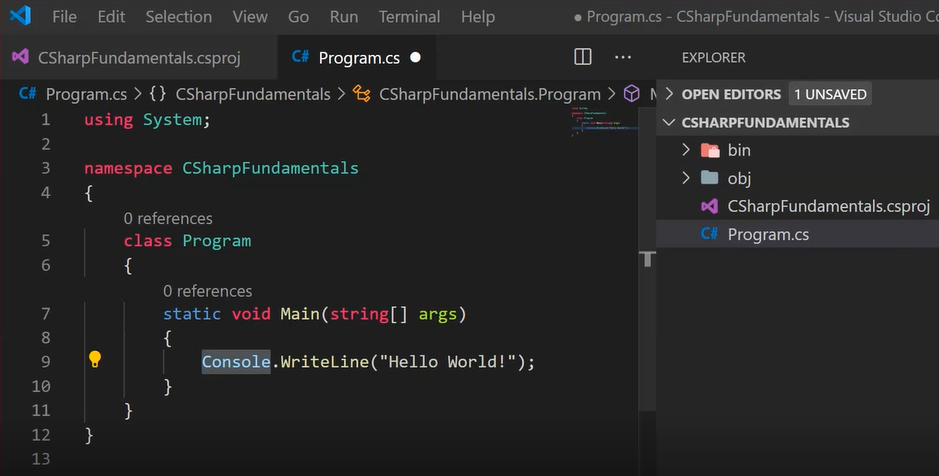 File Edit Selection View Go Run Terminal Help ● Program.cs - CSharpFundamentals - Visual Studio
CSharpFundamentals.csproj C# Program.cs ● ...
C# Program.cs > {} CSharpFundamentals > CSharpFundamentals.Program >
1 using System;
2
3 namespace CSharpFundamentals
4 {
0 references
5 class Program
6 {
0 references
7 static void Main(string[] args)
8 {
9 Console.WriteLine("Hello World!");
10 }
11 }
12 }
13
EXPLORER
OPEN EDITORS 1 UNSAVED
CSHARPFUNDAMENTALS
bin
obj
CSharpFundamentals.csproj
C# Program.cs